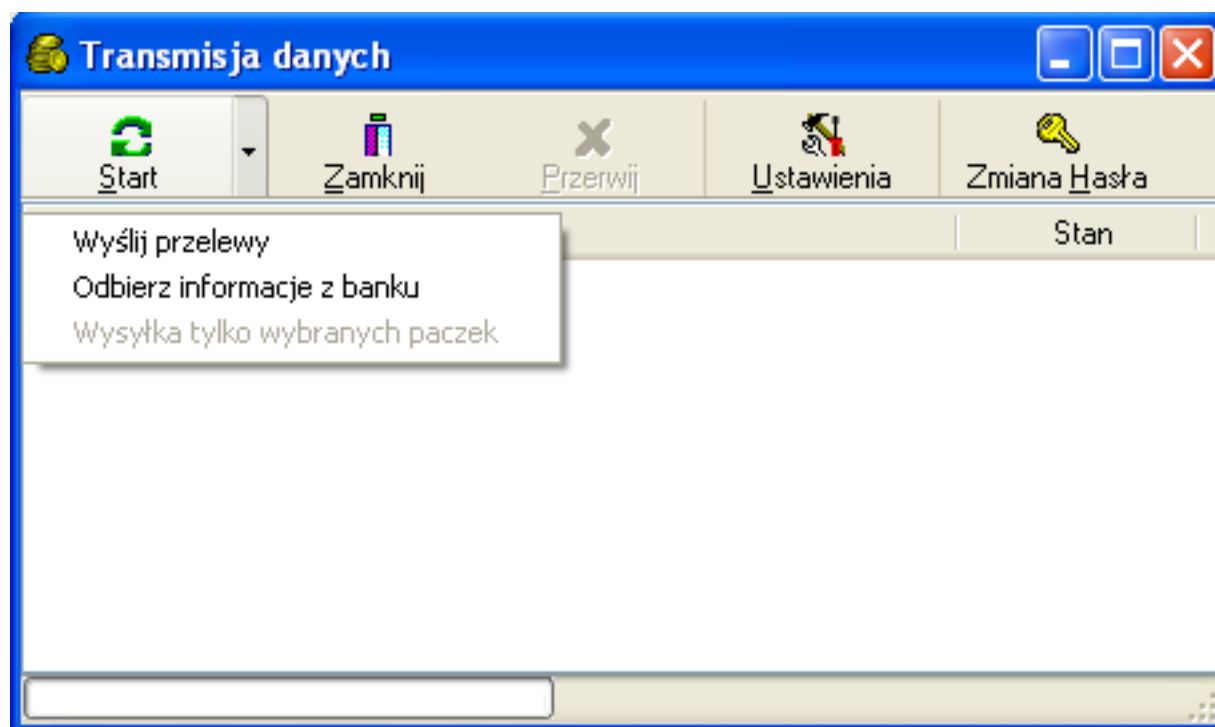 Transmisja danych
Start Zamknij Przerwij Ustawienia Zmiana Hasła
Stan
Wyślij przelewy
Odbierz informacje z banku
Wysyłka tylko wybranych paczek